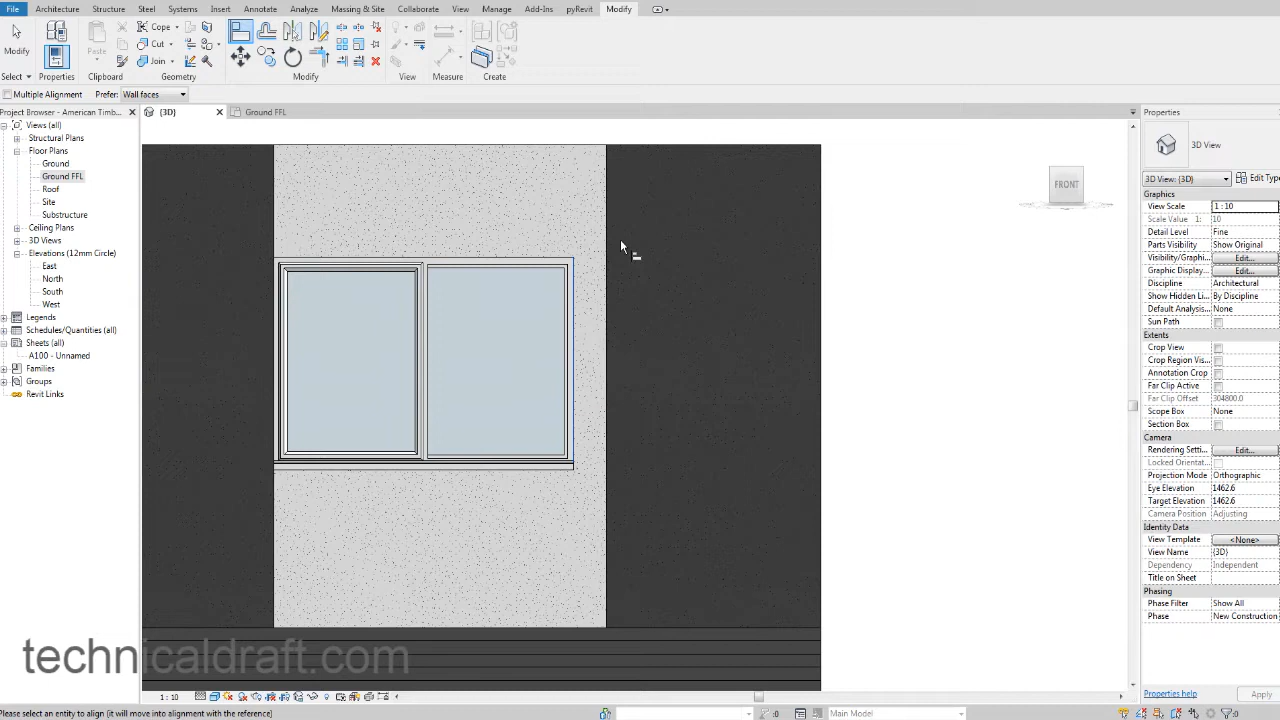 File Architecture Structure Steel Systems Insert Annotate Analyze Massing & Site Collaborate View Manage Add-Ins pyRevit Modify
Cope
Cut
Join
Modify Properties Paste
Select Properties Clipboard Geometry Modify View Measure Create
Multiple Alignment Prefer: Wall faces
Project Browser - American Timb...
{3D}
Ground FFL
Views (all)
Structural Plans
Floor Plans
Ground
Ground FFL
Roof
Site
Substructure
Ceiling Plans
3D Views
Elevations (12mm Circle)
East
North
South
West
Legends
Schedules/Quantities (all)
Sheets (all)
A100 - Unnamed
Families
Groups
Revit Links
FRONT
Properties
3D View
3D View: {3D} Edit Type
Graphics
View Scale 1 : 10
Scale Value 1: 10
Detail Level Fine
Parts Visibility Show Original
Visibility/Graphi... Edit...
Graphic Display... Edit...
Discipline Architectural
Show Hidden Li... By Discipline
Default Analysis... None
Sun Path
Extents
Crop View
Crop Region Vis...
Annotation Crop
Far Clip Active
Far Clip Offset 304800.0
Scope Box None
Section Box
Camera
Rendering Setti... Edit...
Locked Orientat...
Projection Mode Orthographic
Eye Elevation 1462.6
Target Elevation 1462.6
Camera Position Adjusting
Identity Data
View Template <None>
View Name {3D}
Dependency Independent
Title on Sheet
Phasing
Phase Filter Show All
Phase New Construction
Properties help Apply
technicaldraft.com
1 : 10
Please select an entity to align (it will move into alignment with the reference)
:0 Main Model :0